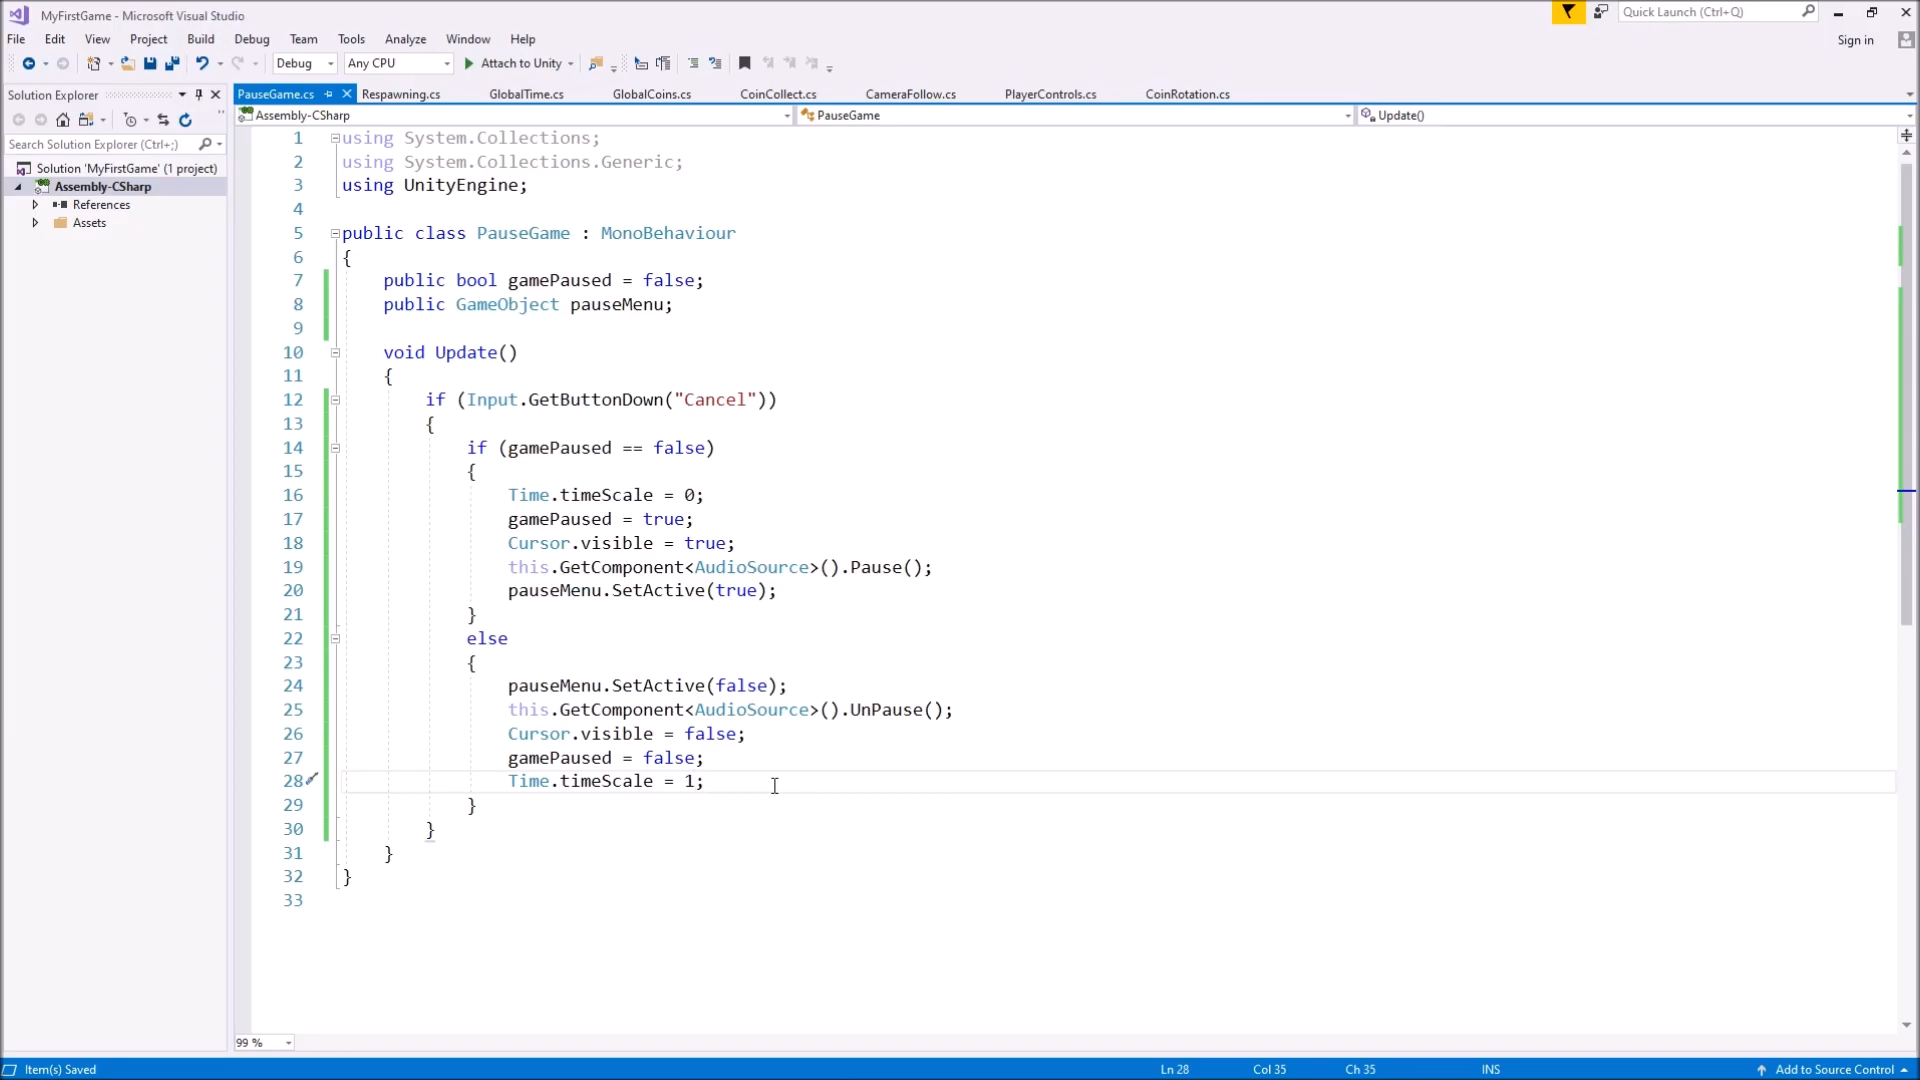 MyFirstGame - Microsoft Visual Studio
Quick Launch (Ctrl+Q)
File Edit View Project Build Debug Team Tools Analyze Window Help
Sign in
Debug Any CPU Attach to Unity
Solution Explorer
PauseGame.cs Respawning.cs GlobalTime.cs GlobalCoins.cs CoinCollect.cs CameraFollow.cs PlayerControls.cs CoinRotation.cs
Assembly-CSharp PauseGame Update()
Search Solution Explorer (Ctrl+;)
Solution 'MyFirstGame' (1 project)
Assembly-CSharp
References
Assets
1 using System.Collections;
2 using System.Collections.Generic;
3 using UnityEngine;
4
5 public class PauseGame : MonoBehaviour
6 {
7 public bool gamePaused = false;
8 public GameObject pauseMenu;
9
10 void Update()
11 {
12 if (Input.GetButtonDown("Cancel"))
13 {
14 if (gamePaused == false)
15 {
16 Time.timeScale = 0;
17 gamePaused = true;
18 Cursor.visible = true;
19 this.GetComponent<AudioSource>().Pause();
20 pauseMenu.SetActive(true);
21 }
22 else
23 {
24 pauseMenu.SetActive(false);
25 this.GetComponent<AudioSource>().UnPause();
26 Cursor.visible = false;
27 gamePaused = false;
28 Time.timeScale = 1;
29 }
30 }
31 }
32 }
33
99 %
Item(s) Saved Ln 28 Col 35 Ch 35 INS Add to Source Control